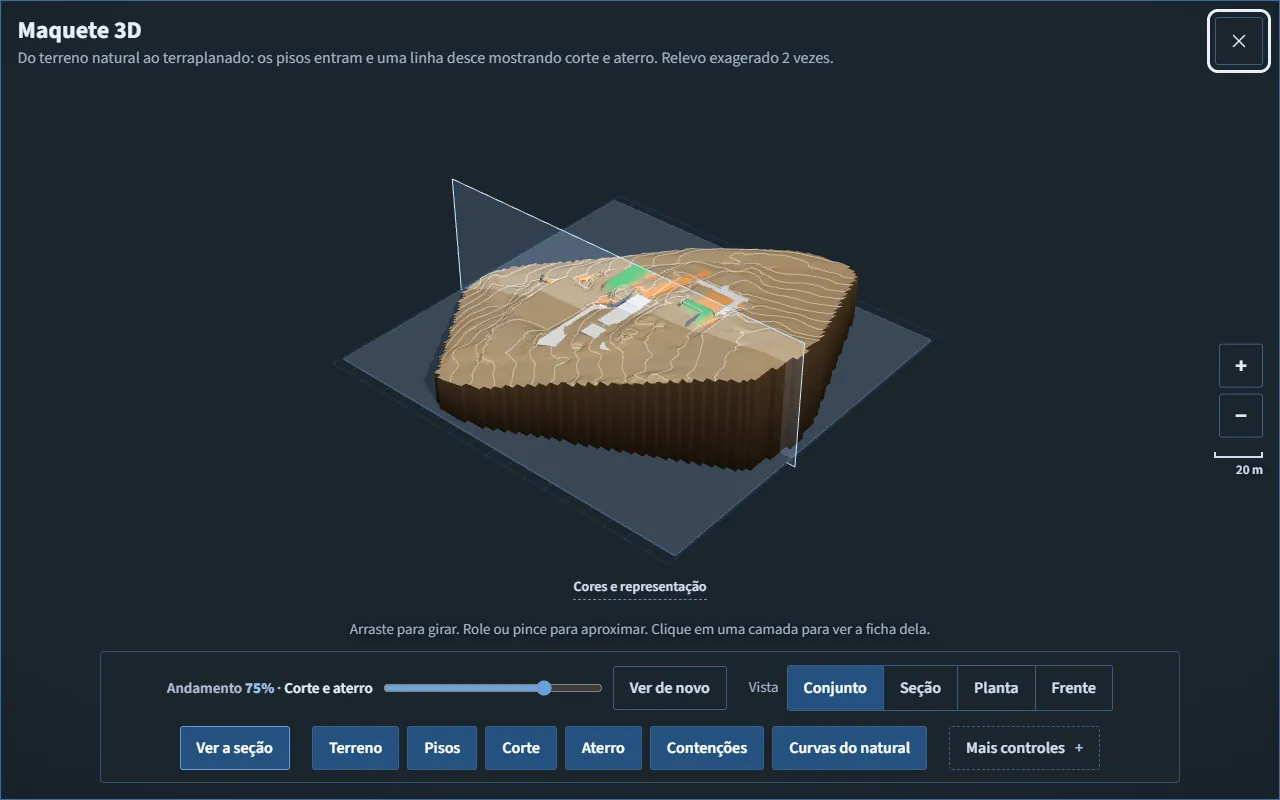 Maquete 3D
Do terreno natural ao terraplanado: os pisos entram e uma linha desce mostrando corte e aterro. Relevo exagerado 2 vezes.
+
−
20 m
Cores e representação
Arraste para girar. Role ou pince para aproximar. Clique em uma camada para ver a ficha dela.
Andamento 75% · Corte e aterro Ver de novo Vista Conjunto Seção Planta Frente
Ver a seção Terreno Pisos Corte Aterro Contenções Curvas do natural Mais controles +